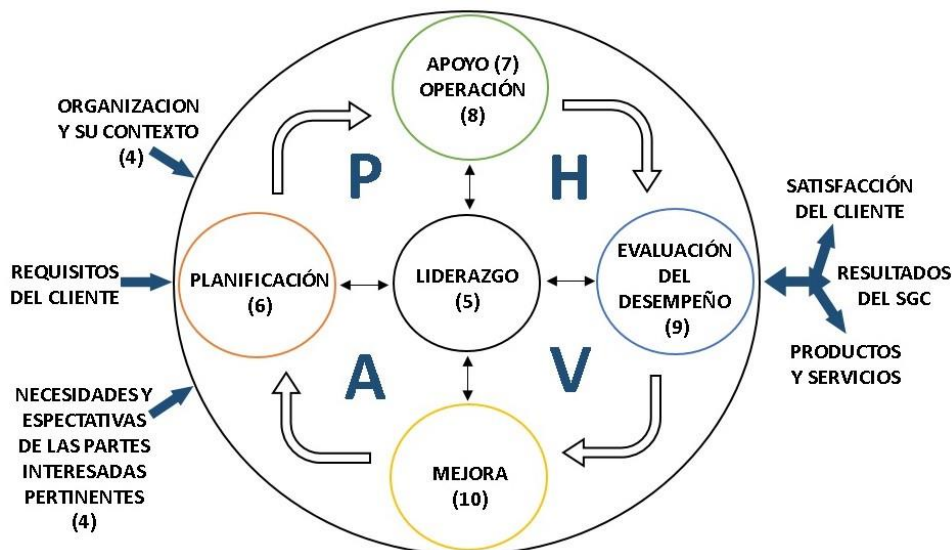 APOYO (7)
OPERACIÓN
(8)
ORGANIZACION
Y SU CONTEXTO
(4)
P
H
SATISFACCIÓN
DEL CLIENTE
REQUISITOS
DEL CLIENTE
PLANIFICACIÓN
(6)
LIDERAZGO
(5)
EVALUACIÓN
DEL
DESEMPEÑO
(9)
RESULTADOS
DEL SGC
PRODUCTOS
Y SERVICIOS
A
V
NECESIDADES Y
ESPECTATIVAS
DE LAS PARTES
INTERESADAS
PERTINENTES
(4)
MEJORA
(10)